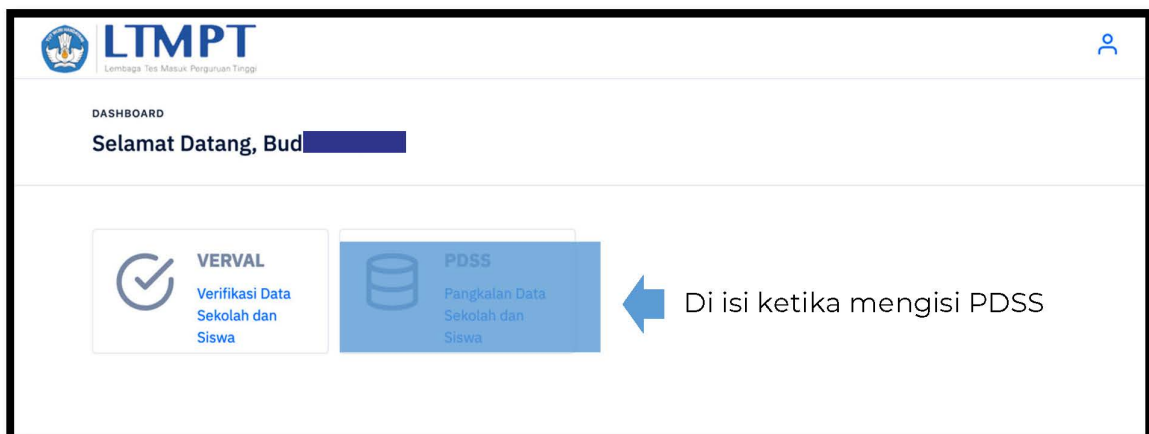 LTMPT
Lembaga Tes Masuk Perguruan Tinggi
DASHBOARD
Selamat Datang, Bud
VERVAL
Verifikasi Data
Sekolah dan
Siswa
PDSS
Pangkalan Data
Sekolah dan
Siswa
Di isi ketika mengisi PDSS